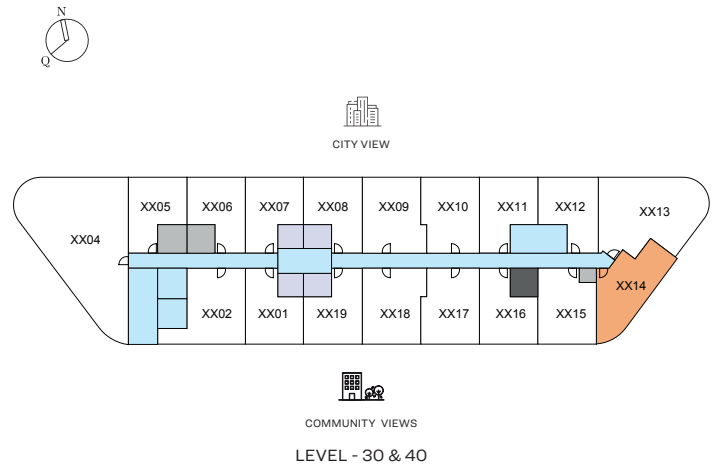 N
Q
CITY VIEW
XX05 XX06 XX07 XX08 XX09 XX10 XX11 XX12 XX13
XX04
XX14
XX02 XX01 XX19 XX18 XX17 XX16 XX15
COMMUNITY VIEWS
LEVEL - 30 & 40